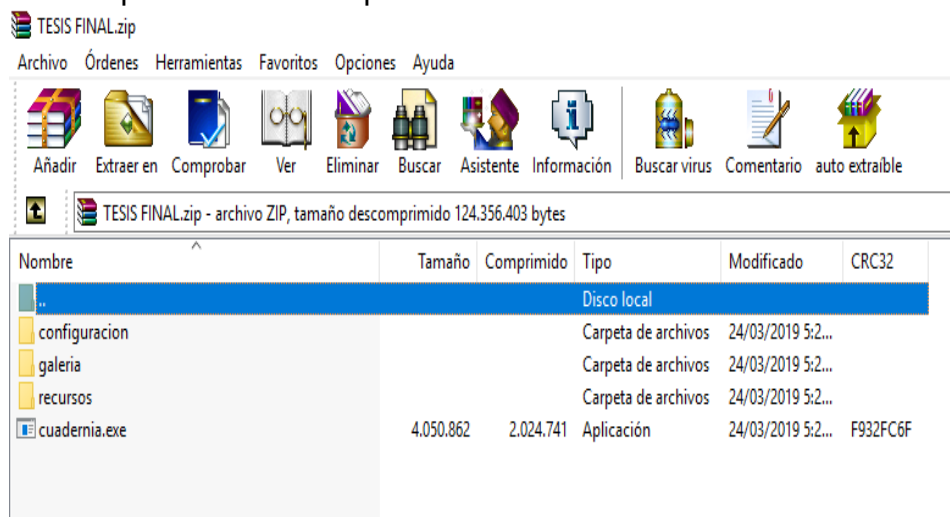 TESIS FINAL.zip
Archivo Órdenes Herramientas Favoritos Opciones Ayuda
Añadir Extraer en Comprobar Ver Eliminar Buscar Asistente Información Buscar virus Comentario auto extraíble
TESIS FINAL.zip - archivo ZIP, tamaño descomprimido 124.356.403 bytes
Nombre Tamaño Comprimido Tipo Modificado CRC32
.. Disco local
configuracion Carpeta de archivos 24/03/2019 5:2...
galeria Carpeta de archivos 24/03/2019 5:2...
recursos Carpeta de archivos 24/03/2019 5:2...
cuadernia.exe 4.050.862 2.024.741 Aplicación 24/03/2019 5:2... F932FC6F